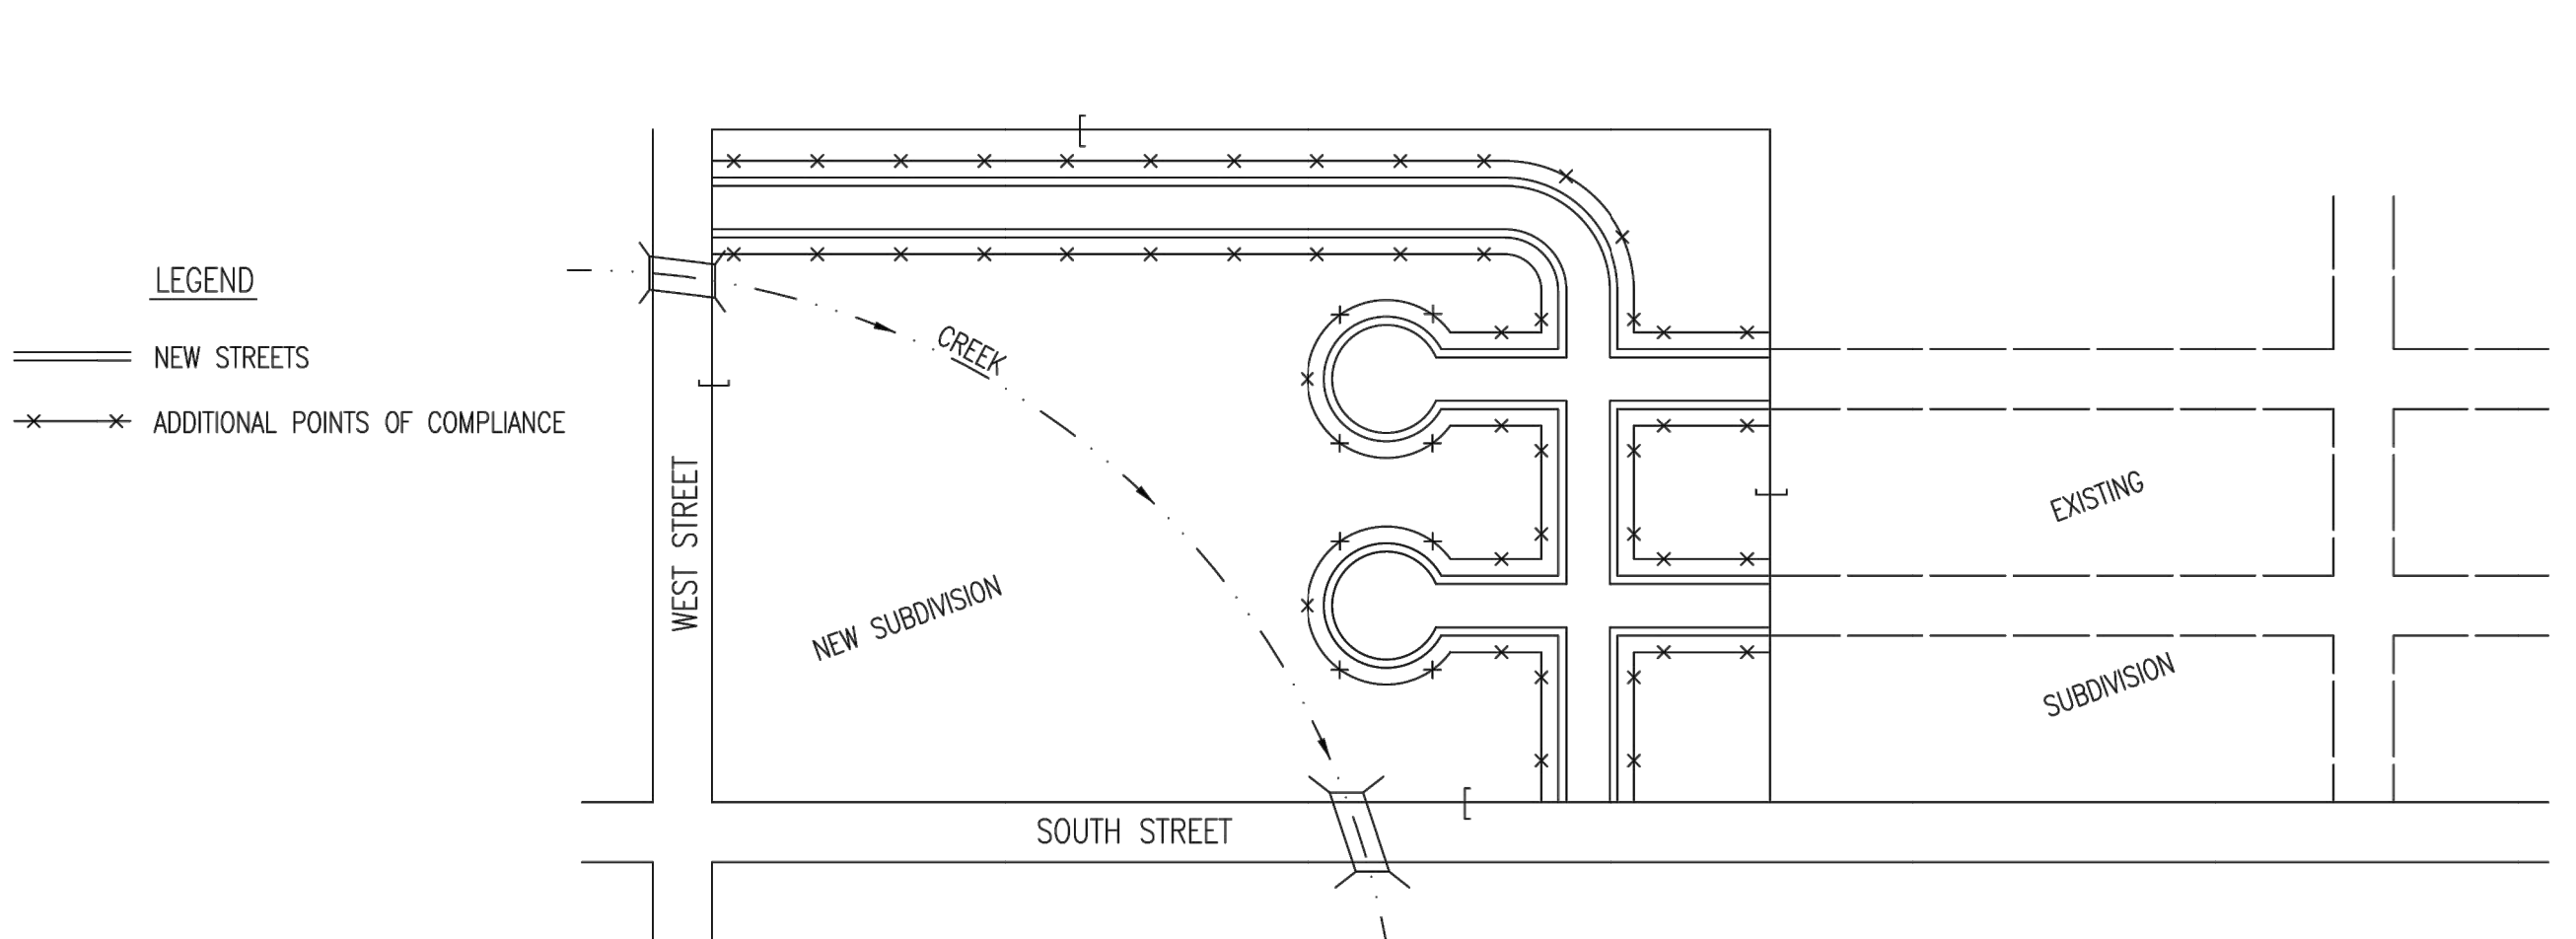 LEGEND
NEW STREETS
ADDITIONAL POINTS OF COMPLIANCE
WEST STREET
CREEK
NEW SUBDIVISION
SOUTH STREET
EXISTING
SUBDIVISION